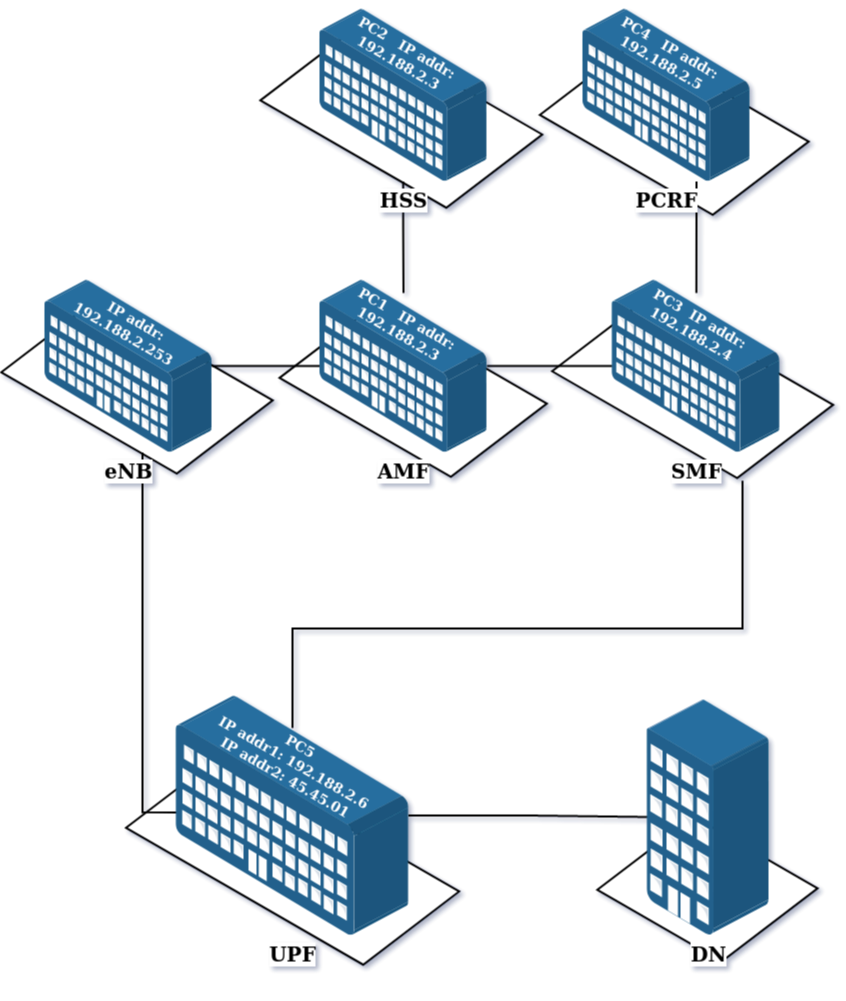 PC2 IP addr:
192.188.2.3
HSS
PC4 IP addr:
192.188.2.5
PCRF
IP addr:
192.188.2.253
eNB
PC1 IP addr:
192.188.2.3
AMF
PC3 IP addr:
192.188.2.4
SMF
PC5
IP addr1: 192.188.2.6
IP addr2: 45.45.01
UPF
DN